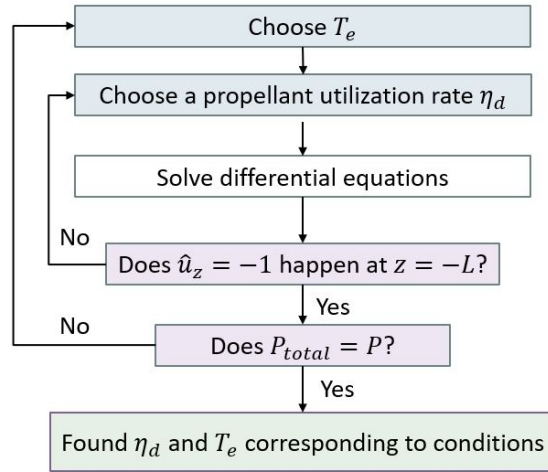 Choose $T_e$
Choose a propellant utilization rate $\eta_d$
Solve differential equations
No
Does $\hat{u}_z = -1$ happen at $z = -L$?
Yes
No
Does $P_{total} = P$?
Yes
Found $\eta_d$ and $T_e$ corresponding to conditions